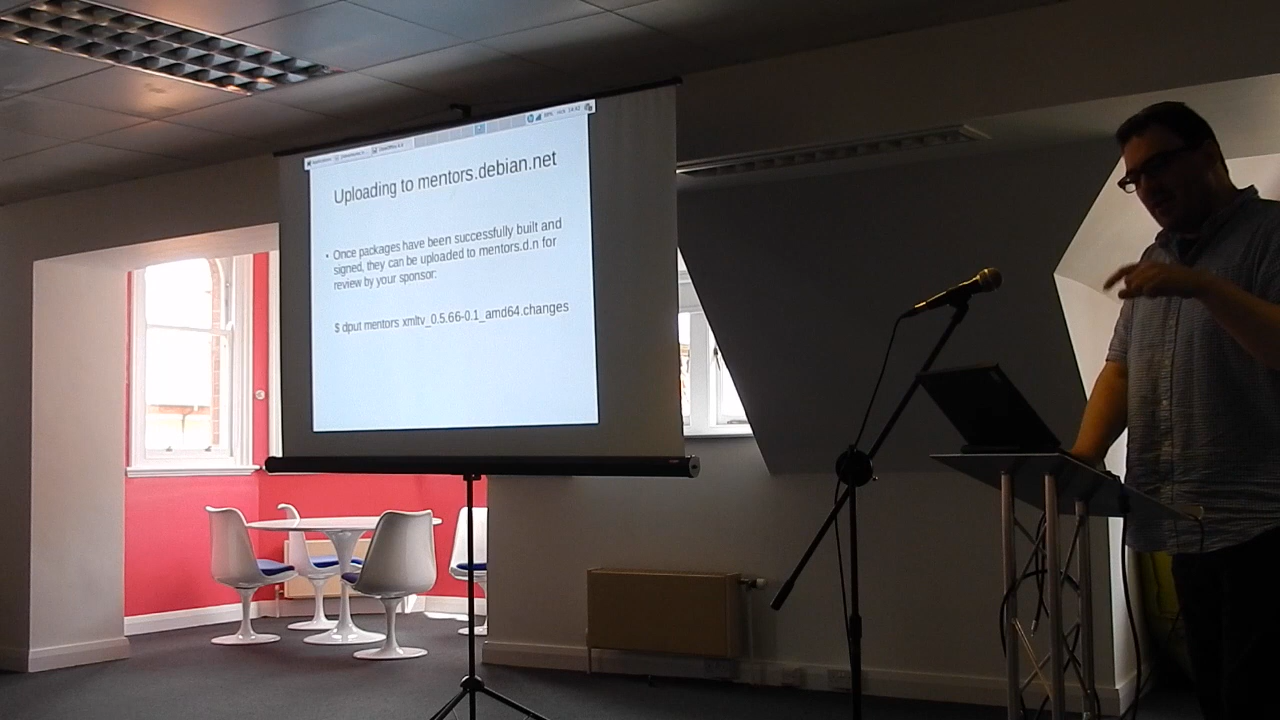 Uploading to mentors.debian.net
• Once packages have been successfully built and
signed, they can be uploaded to mentors.d.n for
review by your sponsor:
$ dput mentors xmltv_0.5.66-0.1_amd64.changes